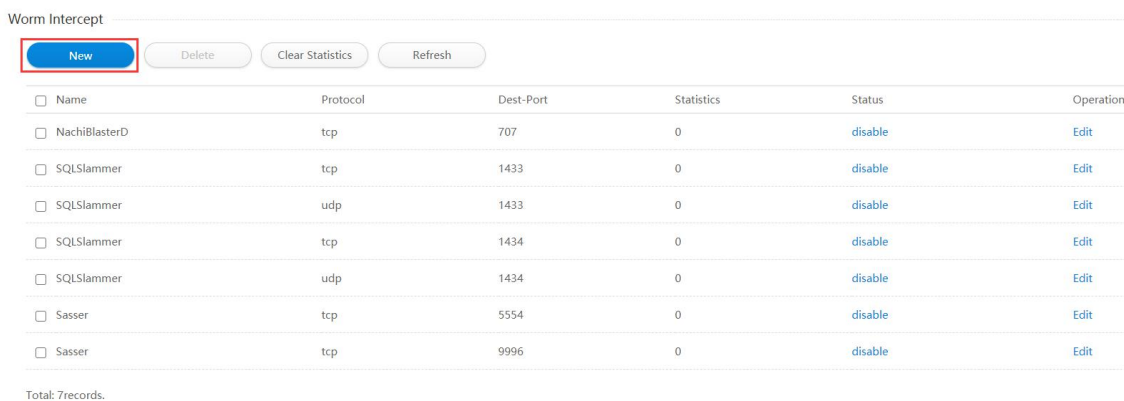 Worm Intercept
New Delete Clear Statistics Refresh
Name Protocol Dest-Port Statistics Status Operation
NachiBlasterD tcp 707 0 disable Edit
SQLSlammer tcp 1433 0 disable Edit
SQLSlammer udp 1433 0 disable Edit
SQLSlammer tcp 1434 0 disable Edit
SQLSlammer udp 1434 0 disable Edit
Sasser tcp 5554 0 disable Edit
Sasser tcp 9996 0 disable Edit
Total: 7records.